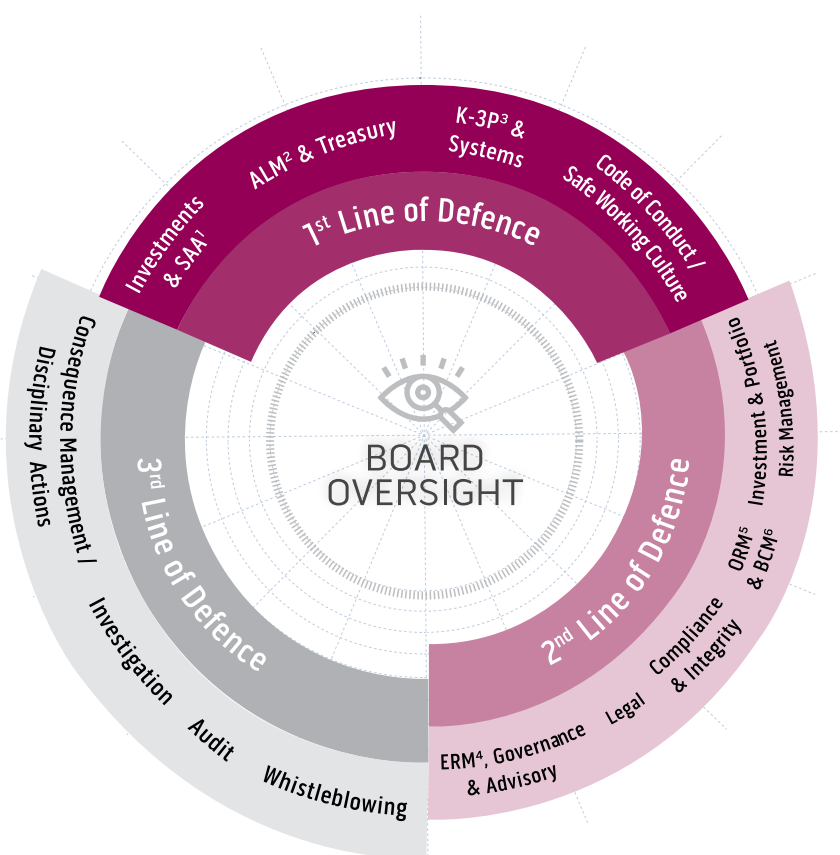 Investments
& SAA¹
ALM² & Treasury
K-3P³ &
Systems
Code of Conduct /
Safe Working Culture
1st Line of Defence
Investment & Portfolio
Risk Management
ORM⁵
& BCM⁶
Compliance
& Integrity
Legal
ERM⁴, Governance
& Advisory
2nd Line of Defence
Consequence Management /
Disciplinary Actions
Investigation
Audit
Whistleblowing
3rd Line of Defence
BOARD
OVERSIGHT